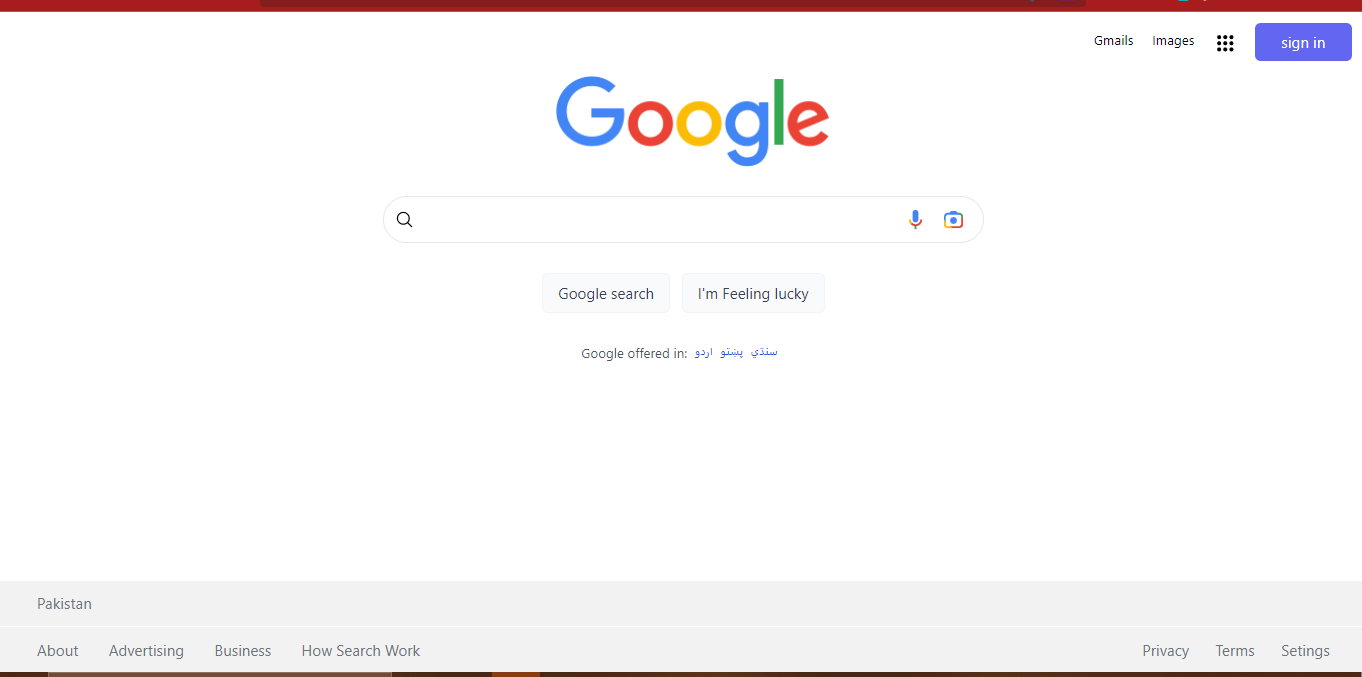 Gmails Images sign in
Google
Google search I'm Feeling lucky
Google offered in: اردو پښتو سنڌي
Pakistan
About Advertising Business How Search Work Privacy Terms Setings